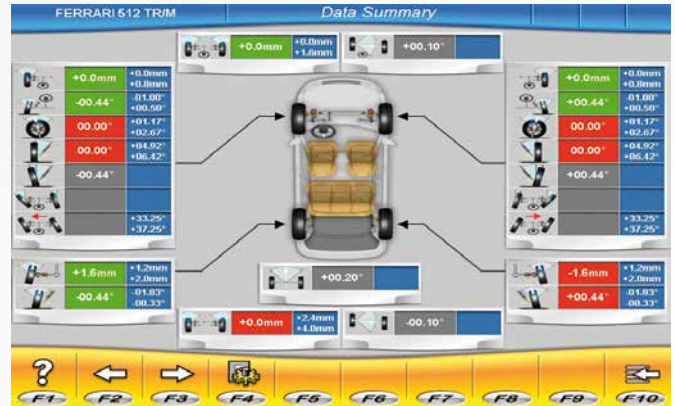 FERRARI 512 TR/M Data Summary
+0.0mm +0.0mm +1.6mm
+00.10°
+0.0mm +0.0mm +0.8mm
-00.44° -01.00° +00.50°
00.00° +01.17° +02.67°
00.00° +04.92° +06.42°
-00.44°
+33.25° +37.25°
+0.0mm +0.0mm +0.8mm
+00.44° -01.00° +00.50°
00.00° +01.17° +02.67°
00.00° +04.92° +06.42°
+00.44°
+33.25° +37.25°
+1.6mm +1.2mm +2.0mm
-00.44° -01.83° -00.33°
+00.20°
-1.6mm +1.2mm +2.0mm
+00.44° -01.83° -00.33°
+0.0mm +2.4mm +4.0mm
-00.10°
?
F1 F2 F3 F4 F5 F6 F7 F8 F9 F10